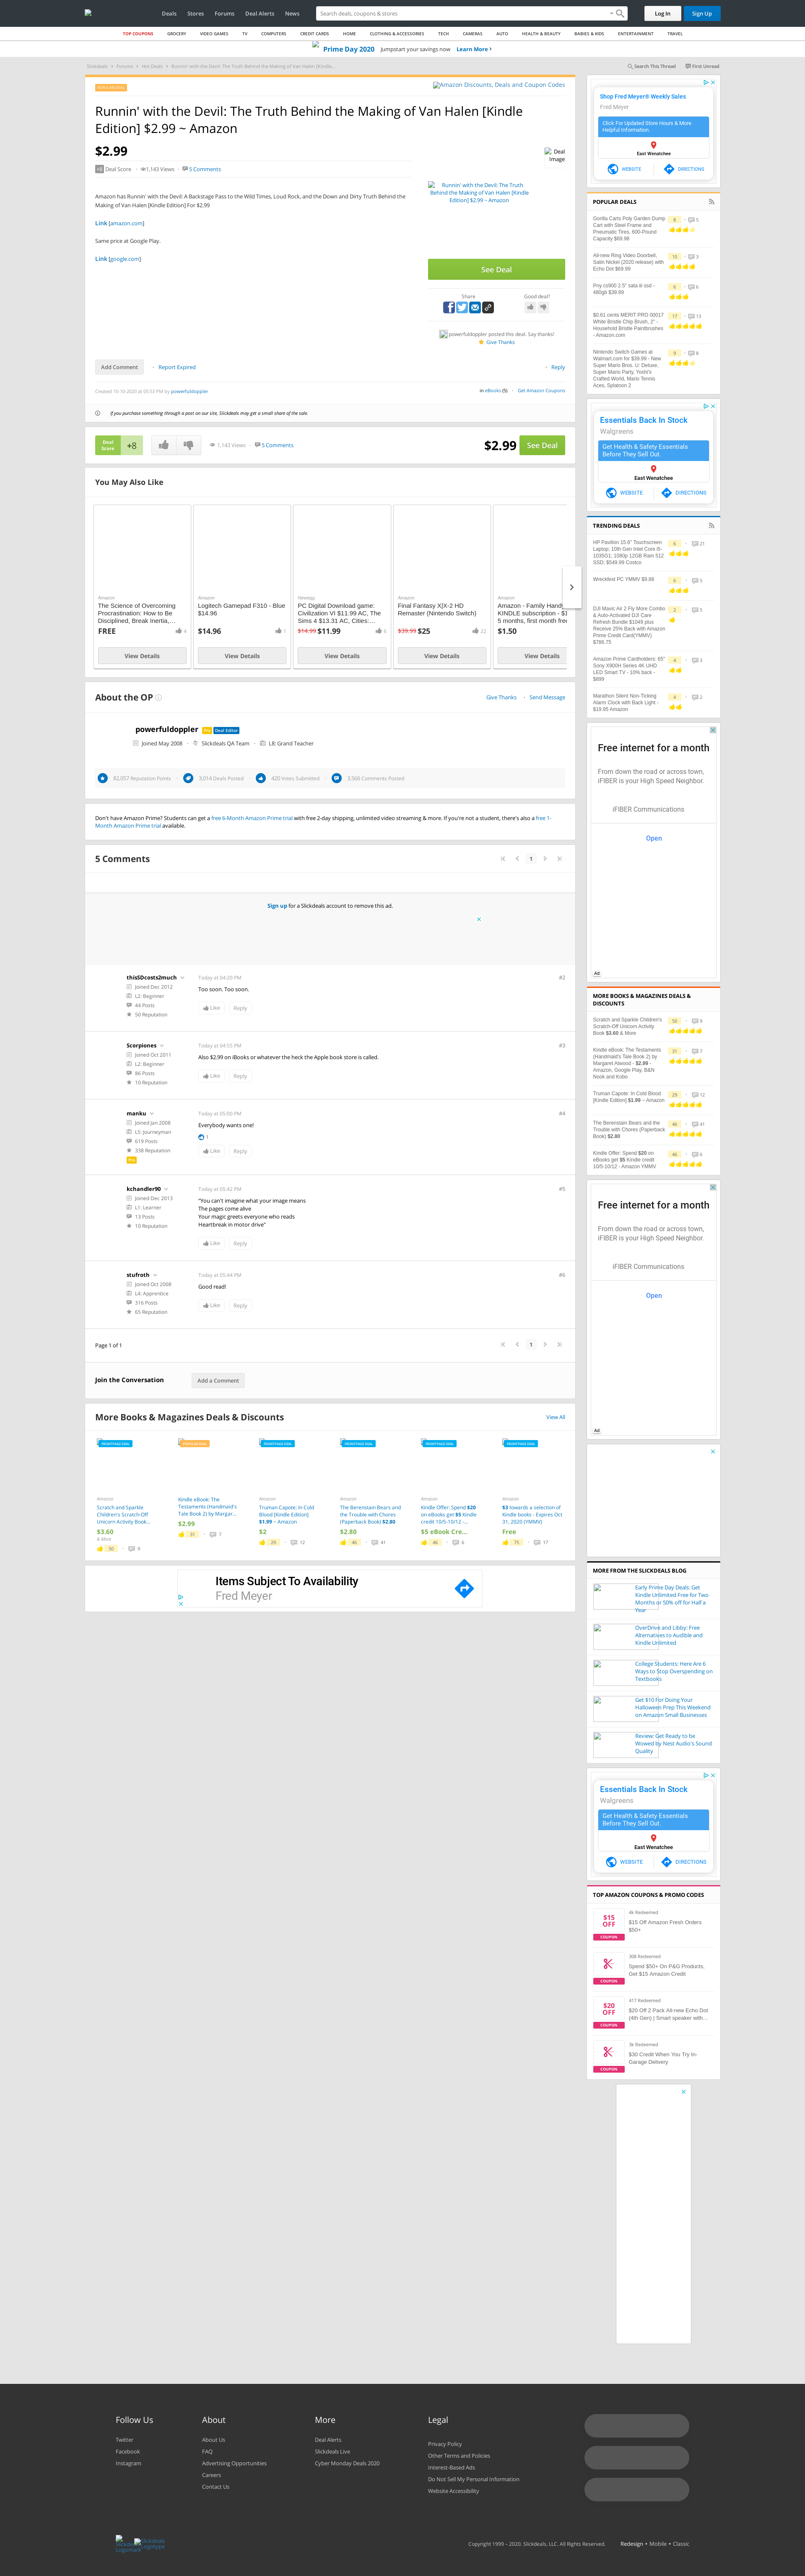 Deals
Stores
Forums
Deal Alerts
News
Search deals, coupons & stores
Log In
Sign Up
TOP COUPONS
GROCERY
VIDEO GAMES
TV
COMPUTERS
CREDIT CARDS
HOME
CLOTHING & ACCESSORIES
TECH
CAMERAS
AUTO
HEALTH & BEAUTY
BABIES & KIDS
ENTERTAINMENT
TRAVEL
Prime Day 2020 Jumpstart your savings now Learn More
Slickdeals > Forums > Hot Deals > Runnin' with the Devil: The Truth Behind the Making of Van Halen [Kindle...
Search This Thread
First Unread
POPULAR DEAL
Amazon Discounts, Deals and Coupon Codes
Runnin' with the Devil: The Truth Behind the Making of Van Halen [Kindle
Edition] $2.99 ~ Amazon
$2.99
+8 Deal Score
1,143 Views
5 Comments
Deal
Image
Amazon has Runnin' with the Devil: A Backstage Pass to the Wild Times, Loud Rock, and the Down and Dirty Truth Behind the
Making of Van Halen [Kindle Edition] For $2.99
Link [amazon.com]
Same price at Google Play.
Link [google.com]
Runnin' with the Devil: The Truth
Behind the Making of Van Halen [Kindle
Edition] $2.99 ~ Amazon
See Deal
Share
Good deal?
powerfuldoppler posted this deal. Say thanks!
Give Thanks
Add Comment
Report Expired
Reply
Created 10-10-2020 at 05:53 PM by powerfuldoppler
in eBooks (5)
Get Amazon Coupons
If you purchase something through a post on our site, Slickdeals may get a small share of the sale.
Deal
Score
+8
1,143 Views
5 Comments
$2.99
See Deal
You May Also Like
Amazon
The Science of Overcoming
Procrastination: How to Be
Disciplined, Break Inertia,…
FREE
4
View Details
Amazon
Logitech Gamepad F310 - Blue
$14.96
$14.96
1
View Details
Newegg
PC Digital Download game:
Civilization VI $11.99 AC, The
Sims 4 $13.31 AC, Cities:…
$14.99 $11.99
6
View Details
Amazon
Final Fantasy X|X-2 HD
Remaster (Nintendo Switch)
$39.99 $25
22
View Details
Amazon
Amazon - Family Hand
KINDLE subscription - $1
5 months, first month free
$1.50
View Details
About the OP
Give Thanks
Send Message
powerfuldoppler
Pro
Deal Editor
Joined May 2008
Slickdeals QA Team
L8: Grand Teacher
82,057 Reputation Points
3,014 Deals Posted
420 Votes Submitted
3,566 Comments Posted
Don't have Amazon Prime? Students can get a free 6-Month Amazon Prime trial with free 2-day shipping, unlimited video streaming & more. If you're not a student, there's also a free 1-
Month Amazon Prime trial available.
5 Comments
1
Sign up for a Slickdeals account to remove this ad.
thisSDcosts2much
Joined Dec 2012
L2: Beginner
44 Posts
50 Reputation
Today at 04:20 PM
#2
Too soon. Too soon.
Like
Reply
Scorpiones
Joined Oct 2011
L2: Beginner
86 Posts
10 Reputation
Today at 04:55 PM
#3
Also $2.99 on iBooks or whatever the heck the Apple book store is called.
Like
Reply
manku
Joined Jan 2008
L5: Journeyman
619 Posts
338 Reputation
Pro
Today at 05:00 PM
#4
Everybody wants one!
1
Like
Reply
kchandler90
Joined Dec 2013
L1: Learner
13 Posts
10 Reputation
Today at 05:42 PM
#5
"You can't imagine what your image means
The pages come alive
Your magic greets everyone who reads
Heartbreak in motor drive"
Like
Reply
stufroth
Joined Oct 2008
L4: Apprentice
316 Posts
65 Reputation
Today at 05:44 PM
#6
Good read!
Like
Reply
Page 1 of 1
1
Join the Conversation
Add a Comment
More Books & Magazines Deals & Discounts
View All
FRONTPAGE DEAL
Amazon
Scratch and Sparkle
Children's Scratch-Off
Unicorn Activity Book…
$3.60
& More
50
9
POPULAR DEAL
Kindle eBook: The
Testaments (Handmaid's
Tale Book 2) by Margar…
$2.99
31
7
FRONTPAGE DEAL
Amazon
Truman Capote: In Cold
Blood [Kindle Edition]
$1.99 ~ Amazon
$2
29
12
FRONTPAGE DEAL
Amazon
The Berenstain Bears and
the Trouble with Chores
(Paperback Book) $2.80
$2.80
46
41
FRONTPAGE DEAL
Amazon
Kindle Offer: Spend $20
on eBooks get $5 Kindle
credit 10/5-10/12 -…
$5 eBook Cre…
46
6
FRONTPAGE DEAL
Amazon
$3 towards a selection of
Kindle books - Expires Oct
31, 2020 (YMMV)
Free
75
17
Items Subject To Availability
Fred Meyer
Shop Fred Meyer® Weekly Sales
Fred Meyer
Click For Updated Store Hours & More
Helpful Information.
East Wenatchee
WEBSITE
DIRECTIONS
POPULAR DEALS
Gorilla Carts Poly Garden Dump
Cart with Steel Frame and
Pneumatic Tires, 600-Pound
Capacity $69.98
8
5
All-new Ring Video Doorbell,
Satin Nickel (2020 release) with
Echo Dot $69.99
10
3
Pny cs900 2.5" sata iii ssd -
480gb $39.99
6
6
$0.61 cents MERIT PRO 00017
White Bristle Chip Brush, 2" -
Household Bristle Paintbrushes
- Amazon.com
17
13
Nintendo Switch Games at
Walmart.com for $39.99 - New
Super Mario Bros. U: Deluxe,
Super Mario Party, Yoshi's
Crafted World, Mario Tennis
Aces, Splatoon 2
9
8
Essentials Back In Stock
Walgreens
Get Health & Safety Essentials
Before They Sell Out.
East Wenatchee
WEBSITE
DIRECTIONS
TRENDING DEALS
HP Pavilion 15.6" Touchscreen
Laptop: 10th Gen Intel Core i5-
1035G1; 1080p 12GB Ram 512
SSD; $549.99 Costco
6
21
Wreckfest PC YMMV $9.88
6
5
DJI Mavic Air 2 Fly More Combo
& Auto-Activated DJI Care
Refresh Bundle $1049 plus
Receive 25% Back with Amazon
Prime Credit Card(YMMV)
$786.75
2
5
Amazon Prime Cardholders: 65"
Sony X900H Series 4K UHD
LED Smart TV - 10% back -
$899
4
3
Marathon Silent Non-Ticking
Alarm Clock with Back Light -
$19.95 Amazon
4
2
Free internet for a month
From down the road or across town,
iFIBER is your High Speed Neighbor.
iFIBER Communications
Open
Ad
MORE BOOKS & MAGAZINES DEALS &
DISCOUNTS
Scratch and Sparkle Children's
Scratch-Off Unicorn Activity
Book $3.60 & More
50
9
Kindle eBook: The Testaments
(Handmaid's Tale Book 2) by
Margaret Atwood - $2.99 -
Amazon, Google Play, B&N
Nook and Kobo
31
7
Truman Capote: In Cold Blood
[Kindle Edition] $1.99 ~ Amazon
29
12
The Berenstain Bears and the
Trouble with Chores (Paperback
Book) $2.80
46
41
Kindle Offer: Spend $20 on
eBooks get $5 Kindle credit
10/5-10/12 - Amazon YMMV
46
6
Free internet for a month
From down the road or across town,
iFIBER is your High Speed Neighbor.
iFIBER Communications
Open
Ad
MORE FROM THE SLICKDEALS BLOG
Early Prime Day Deals: Get
Kindle Unlimited Free for Two
Months or 50% off for Half a
Year
OverDrive and Libby: Free
Alternatives to Audible and
Kindle Unlimited
College Students: Here Are 6
Ways to Stop Overspending on
Textbooks
Get $10 For Doing Your
Halloween Prep This Weekend
on Amazon Small Businesses
Review: Get Ready to be
Wowed by Nest Audio's Sound
Quality
Essentials Back In Stock
Walgreens
Get Health & Safety Essentials
Before They Sell Out.
East Wenatchee
WEBSITE
DIRECTIONS
TOP AMAZON COUPONS & PROMO CODES
$15
OFF
COUPON
4k Redeemed
$15 Off Amazon Fresh Orders
$50+
COUPON
308 Redeemed
Spend $50+ On P&G Products,
Get $15 Amazon Credit
$20
OFF
COUPON
417 Redeemed
$20 Off 2 Pack All-new Echo Dot
(4th Gen) | Smart speaker with…
COUPON
3k Redeemed
$30 Credit When You Try In-
Garage Delivery
Follow Us
Twitter
Facebook
Instagram
About
About Us
FAQ
Advertising Opportunities
Careers
Contact Us
More
Deal Alerts
Slickdeals Live
Cyber Monday Deals 2020
Legal
Privacy Policy
Other Terms and Policies
Interest-Based Ads
Do Not Sell My Personal Information
Website Accessibility
Copyright 1999 – 2020. Slickdeals, LLC. All Rights Reserved.
Redesign • Mobile • Classic